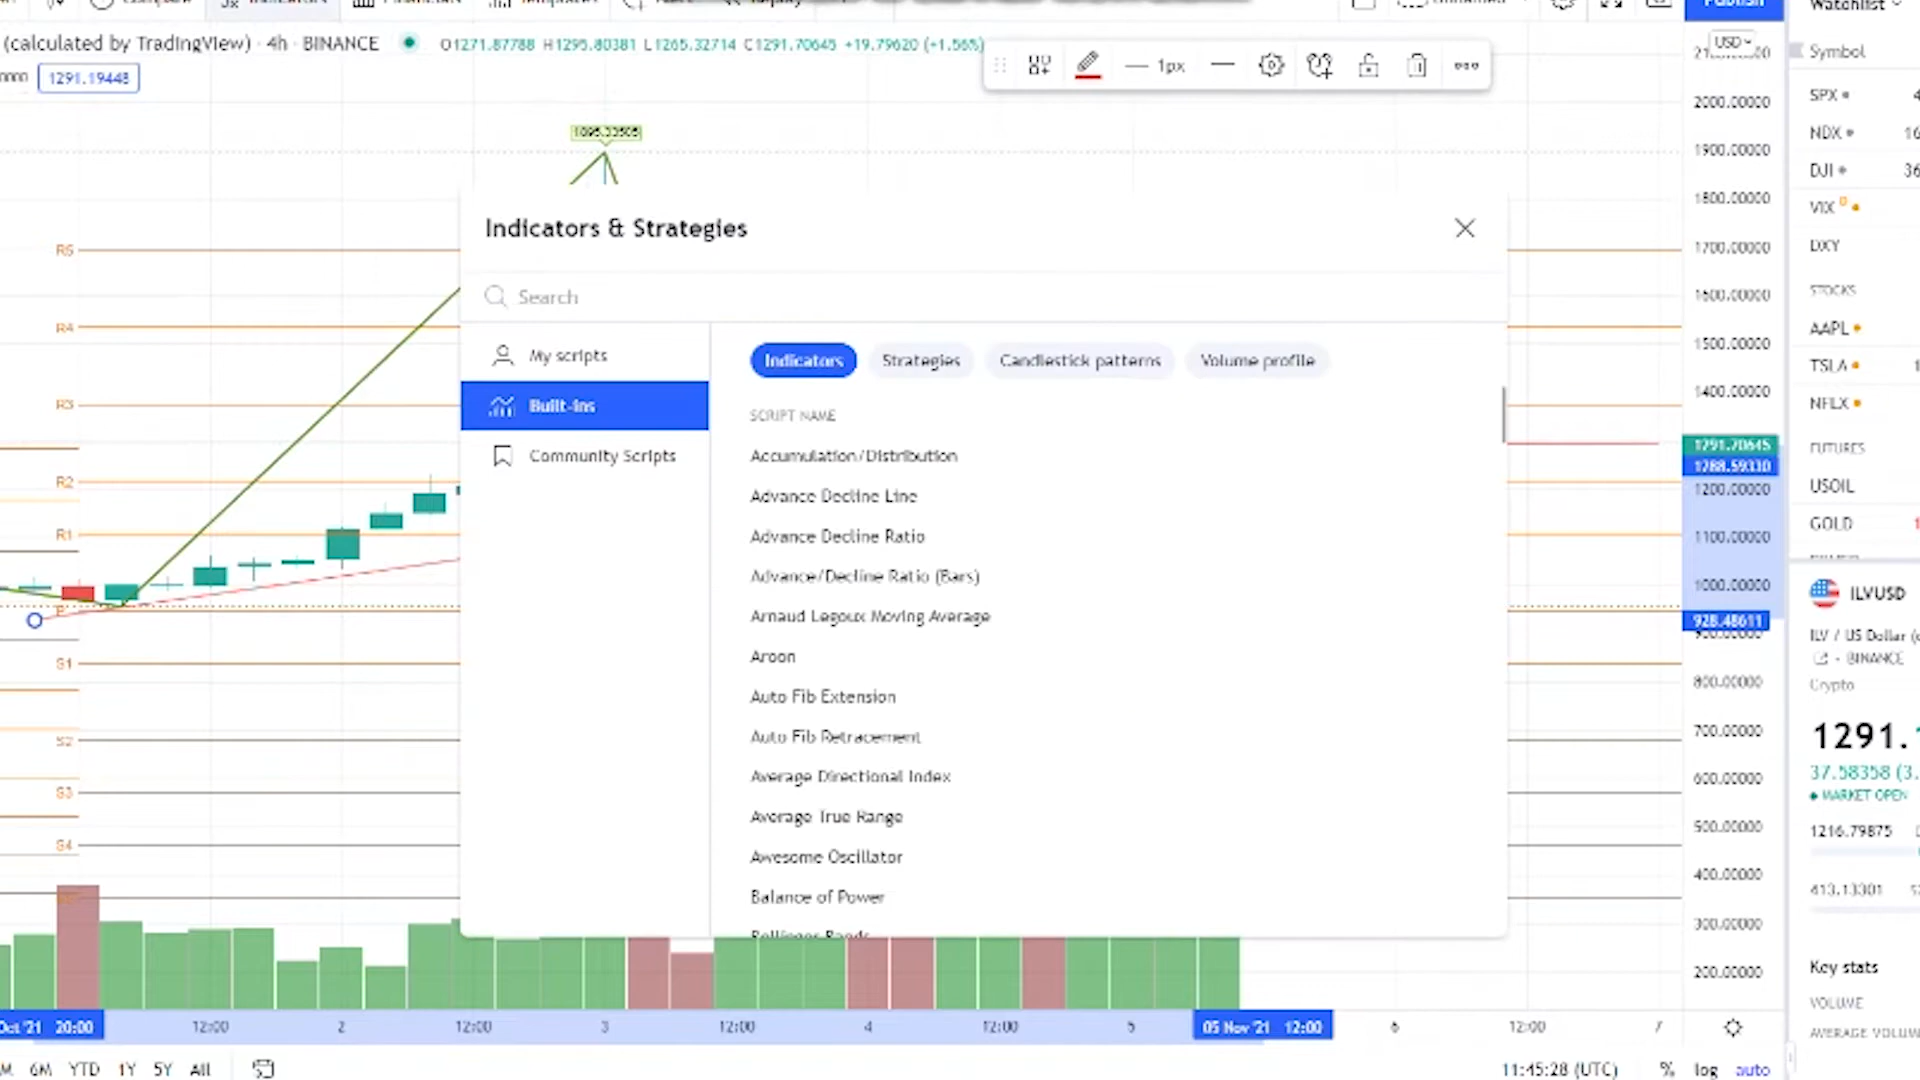 Publish
Watchlist
(calculated by TradingView) · 4h · BINANCE
O1271.87788 H1295.80381 L1265.32714 C1291.70645 +19.79620 (+1.56%)
1291.19448
1px
USD
Symbol
SPX
NDX
DJI
VIX
DXY
STOCKS
AAPL
TSLA
NFLX
FUTURES
USOIL
GOLD
2000.00000
1900.00000
1800.00000
1700.00000
1600.00000
1500.00000
1400.00000
1291.70645
1288.59330
1200.00000
1100.00000
1000.00000
928.48611
900.00000
800.00000
700.00000
600.00000
500.00000
400.00000
300.00000
200.00000
R5
R4
R3
R2
R1
P
S1
S2
S3
S4
Indicators & Strategies
Search
My scripts
Built-ins
Community Scripts
Indicators
Strategies
Candlestick patterns
Volume profile
SCRIPT NAME
Accumulation/Distribution
Advance Decline Line
Advance Decline Ratio
Advance/Decline Ratio (Bars)
Arnaud Legoux Moving Average
Aroon
Auto Fib Extension
Auto Fib Retracement
Average Directional Index
Average True Range
Awesome Oscillator
Balance of Power
Bollinger Bands
ILVUSD
ILV / US Dollar
BINANCE
Crypto
1291.
37.58358 (3.
MARKET OPEN
1216.79875
413.13301
Key stats
VOLUME
AVERAGE VOLUM
Oct '21 20:00
12:00
2
12:00
3
12:00
4
12:00
5
05 Nov '21 12:00
6
12:00
7
6M
YTD
1Y
5Y
All
11:45:28 (UTC)
%
log
auto